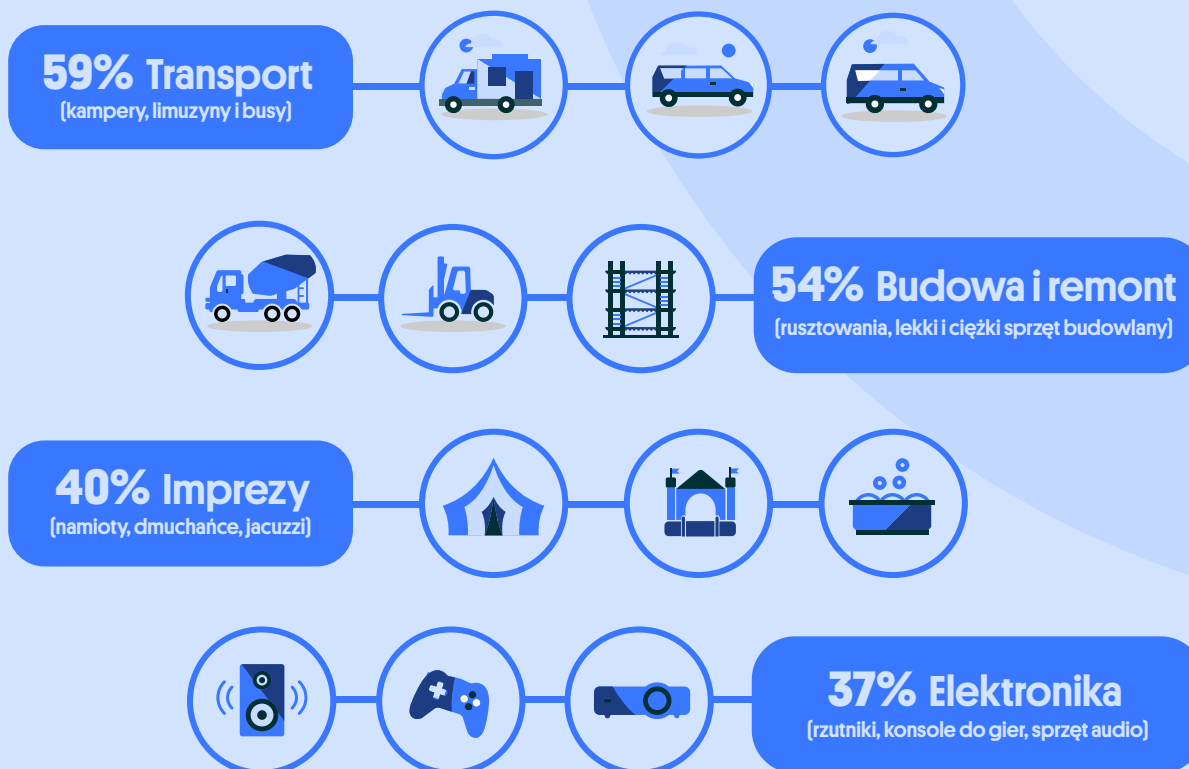 59% Transport
(kampery, limuzyny i busy)
54% Budowa i remont
(rusztowania, lekki i ciężki sprzęt budowlany)
40% Imprezy
(namioty, dmuchańce, jacuzzi)
37% Elektronika
(rzutniki, konsole do gier, sprzęt audio)